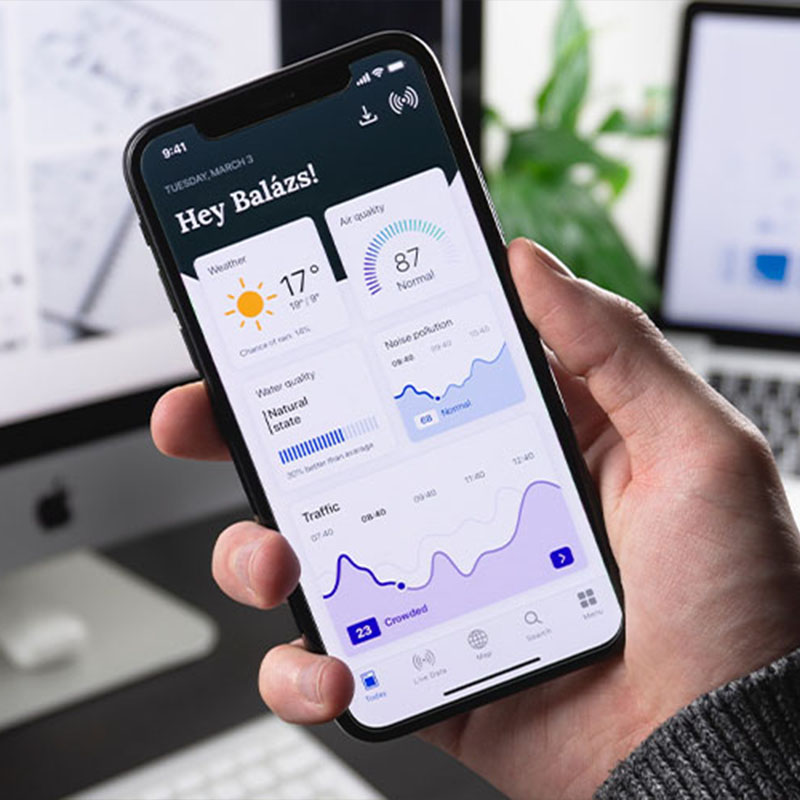 9:41
TUESDAY, MARCH 3
Hey Balázs!
Weather
17°
19° / 9°
Chance of rain: 14%
Air quality
87
Normal
Water quality
Natural
state
30% better than average
Noise pollution
08:40 09:40 10:40
68 Normal
Traffic
07:40 08:40 09:40 11:40 12:40
23 Crowded
Today Live Data Map Search Menu